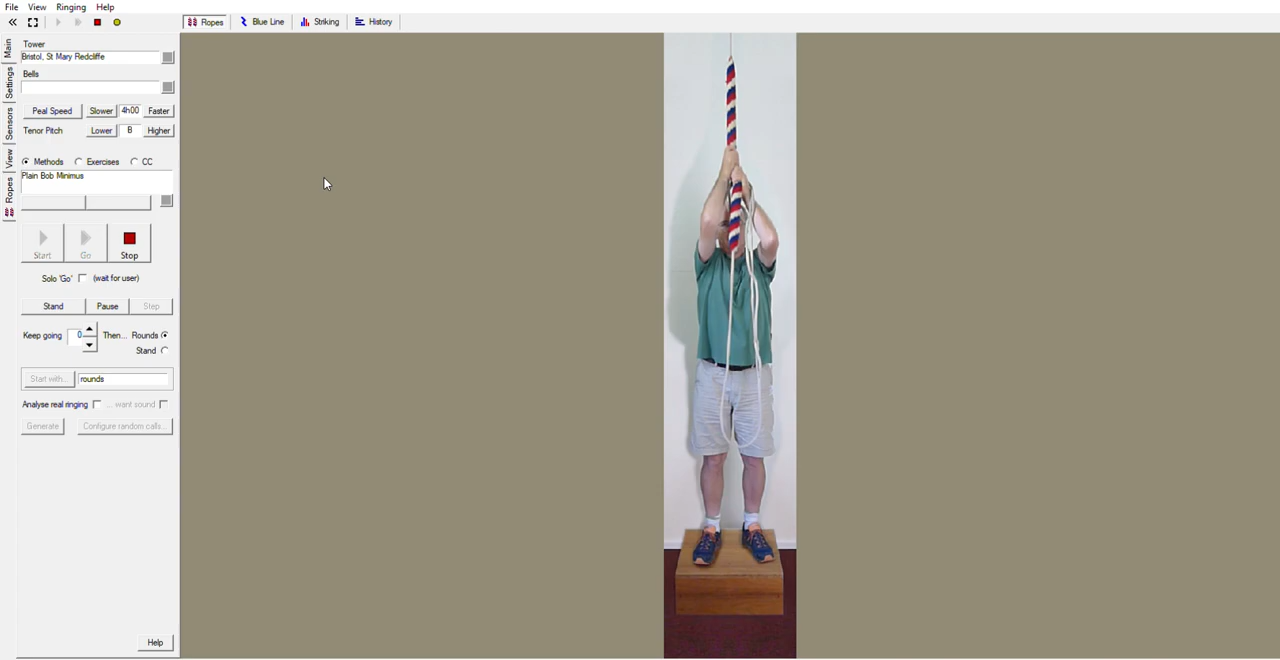 File View Ringing Help
Ropes Blue Line Striking History
Main
Settings
Sensors
View
Ropes
Tower
Bristol, St Mary Redcliffe
Bells
Peal Speed Slower 4h00 Faster
Tenor Pitch Lower B Higher
Methods Exercises CC
Plain Bob Minimus
Start Go Stop
Solo 'Go' (wait for user)
Stand Pause Step
Keep going 0 Then... Rounds
Stand
Start with... rounds
Analyse real ringing ... want sound
Generate Configure random calls...
Help